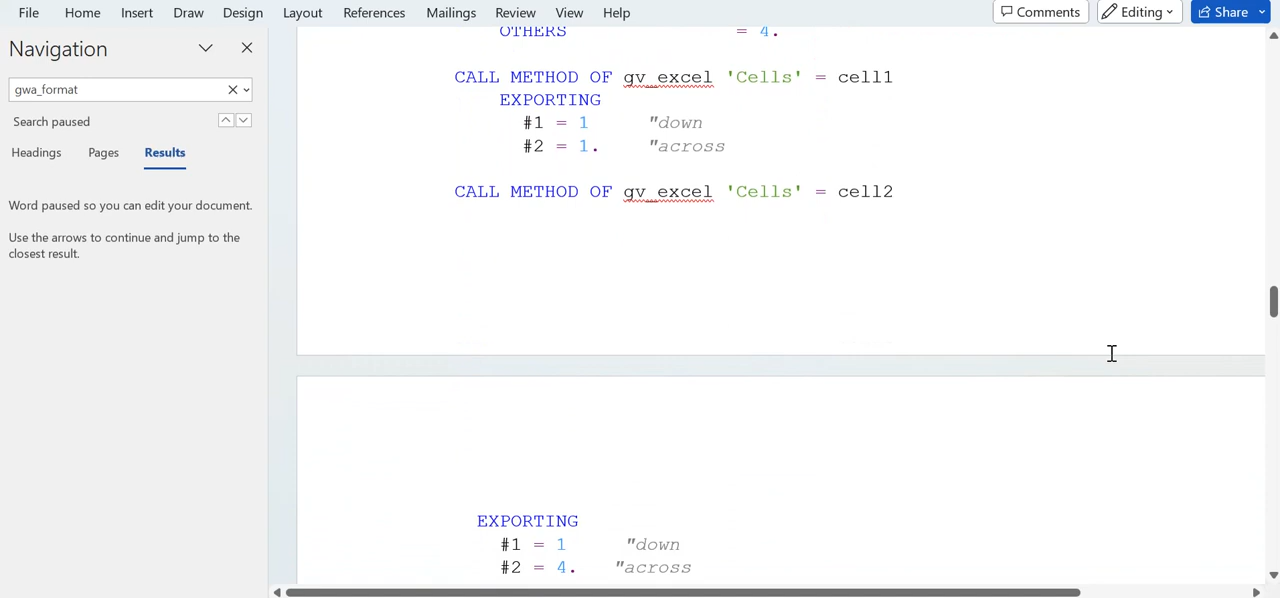 File Home Insert Draw Design Layout References Mailings Review View Help Comments Editing Share
Navigation
gwa_format
Search paused
Headings Pages Results
Word paused so you can edit your document.
Use the arrows to continue and jump to the
closest result.
OTHERS = 4.
CALL METHOD OF gv_excel 'Cells' = cell1
EXPORTING
#1 = 1 "down
#2 = 1. "across
CALL METHOD OF gv_excel 'Cells' = cell2
EXPORTING
#1 = 1 "down
#2 = 4. "across